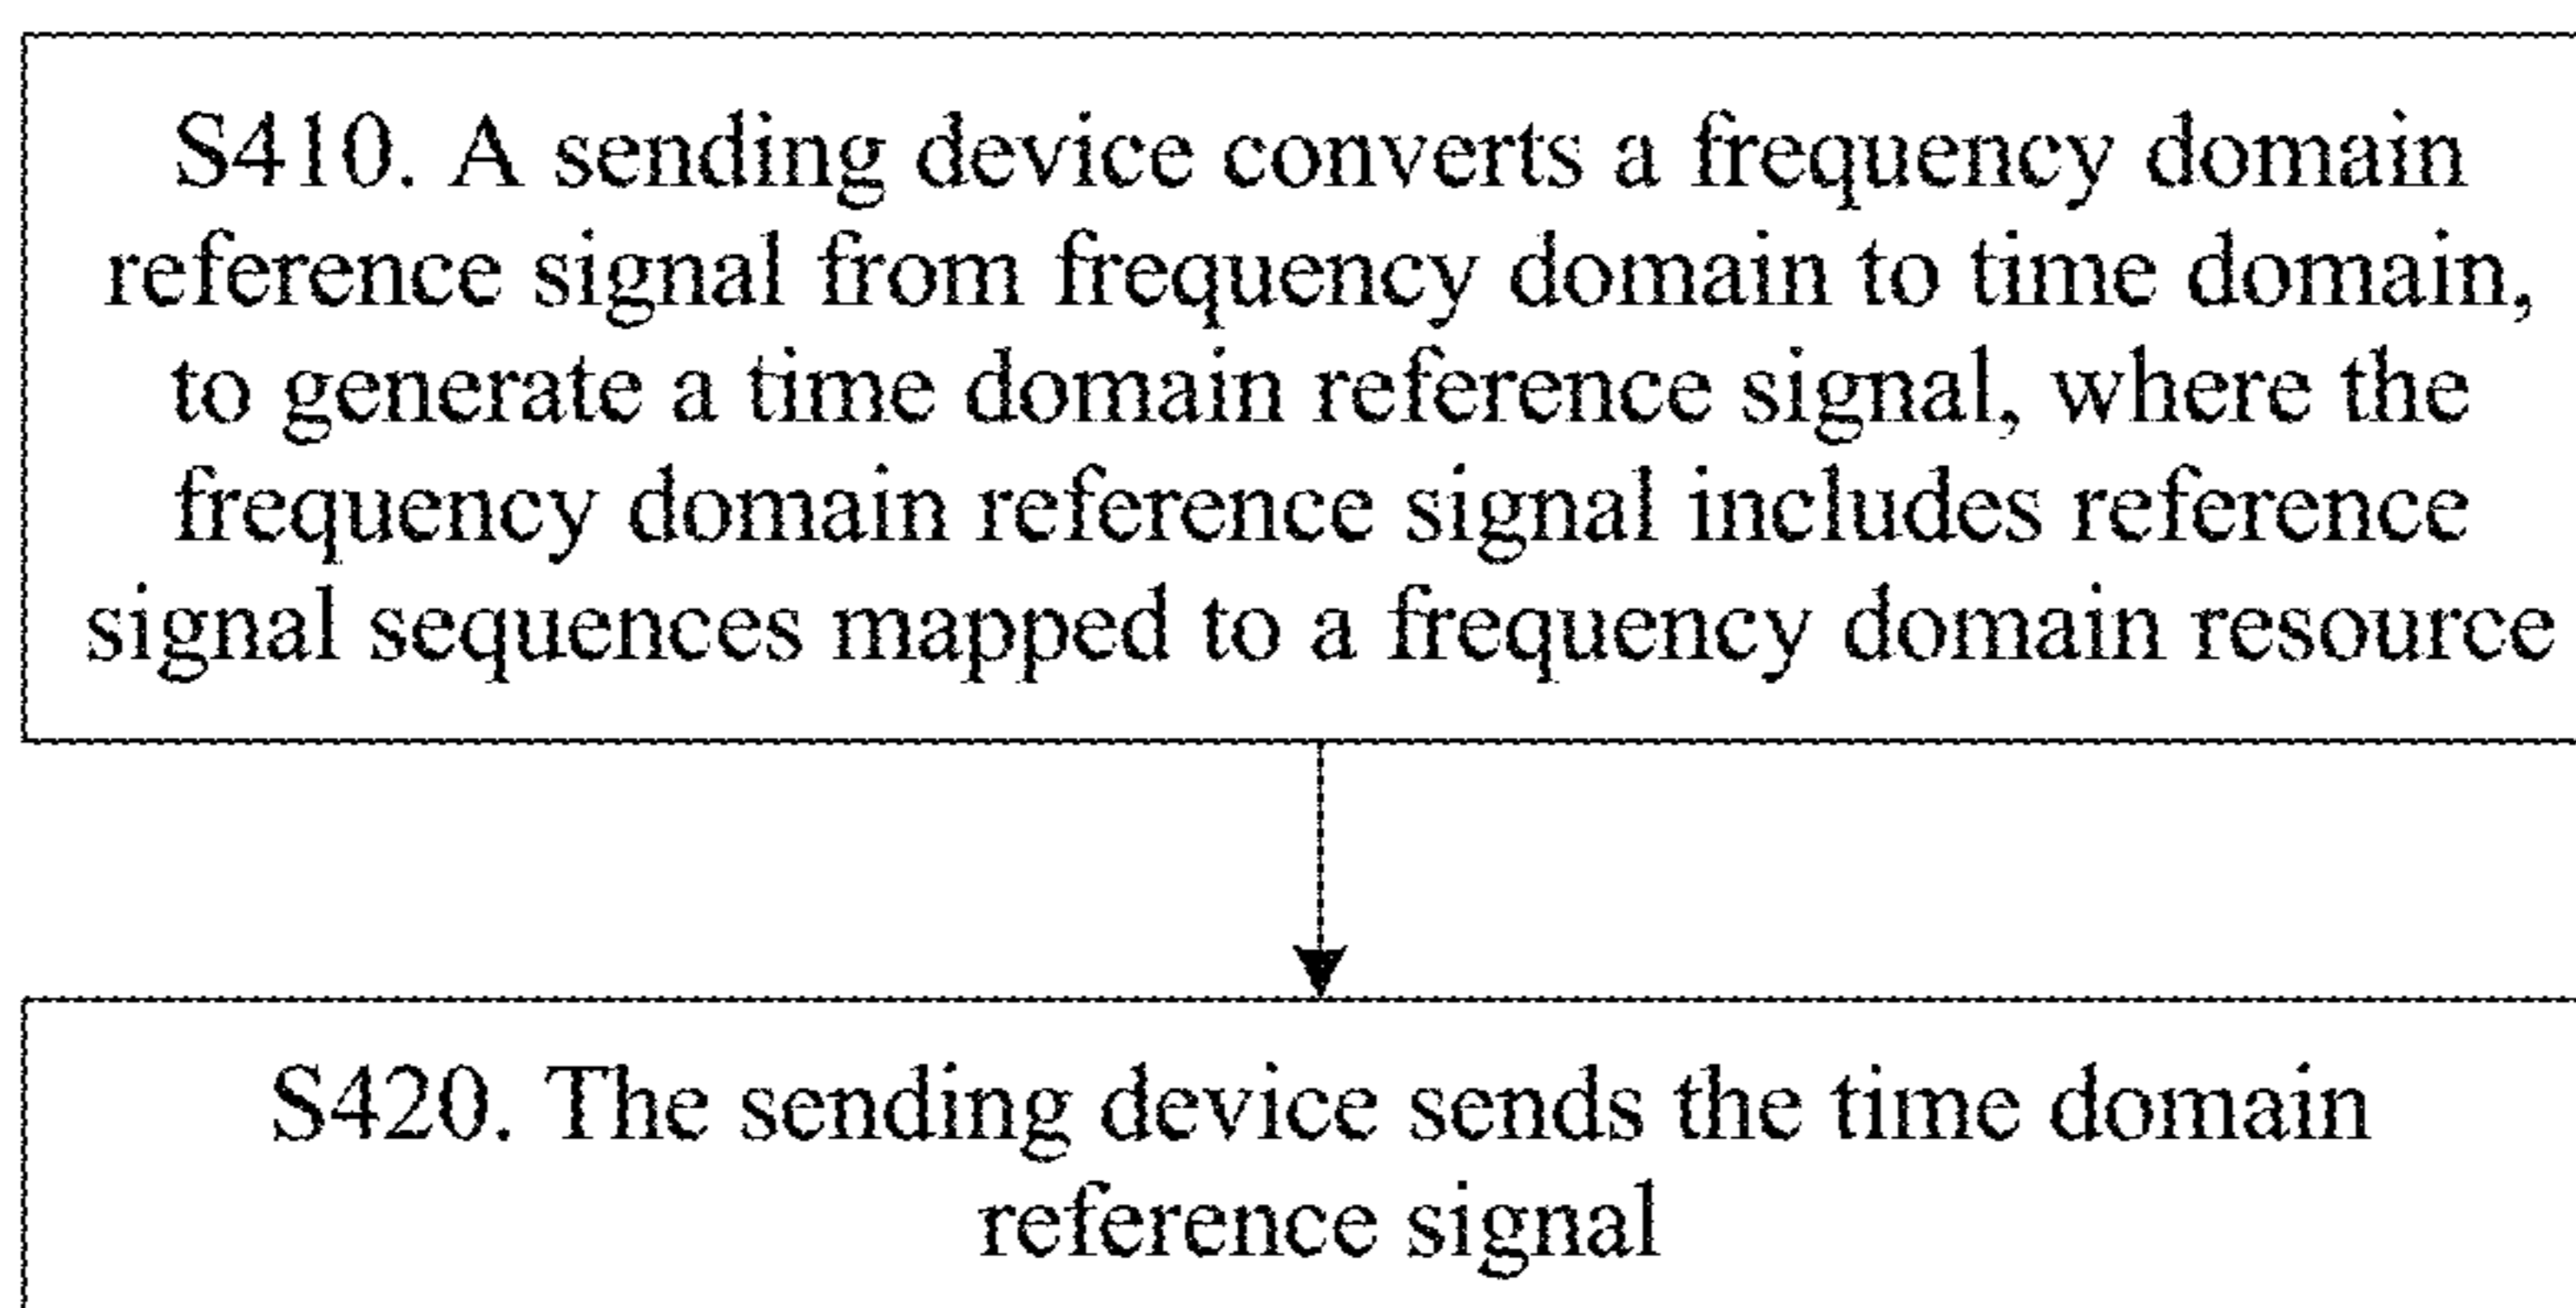 S410. A sending device converts a frequency domain
reference signal from frequency domain to time domain,
to generate a time domain reference signal, where the
frequency domain reference signal includes reference
signal sequences mapped to a frequency domain resource
S420. The sending device sends the time domain
reference signal